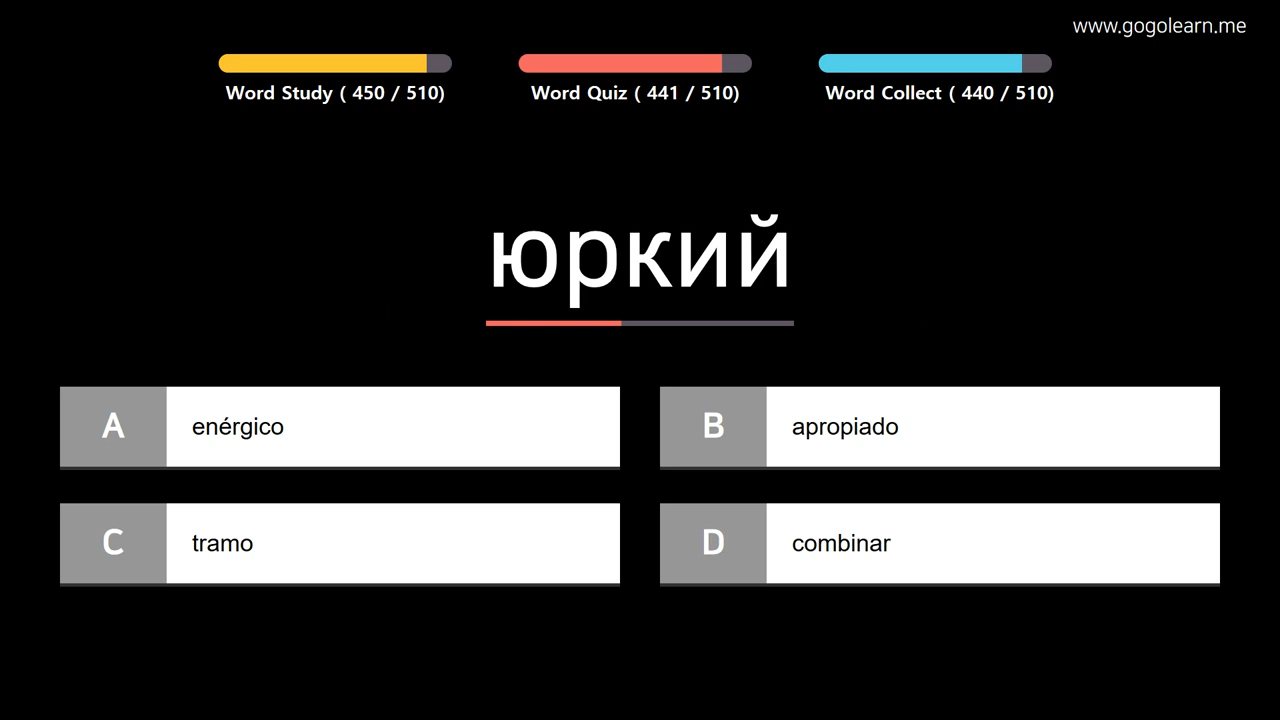 www.gogolearn.me
Word Study ( 450 / 510)
Word Quiz ( 441 / 510)
Word Collect ( 440 / 510)
юркий
A enérgico
B apropiado
C tramo
D combinar